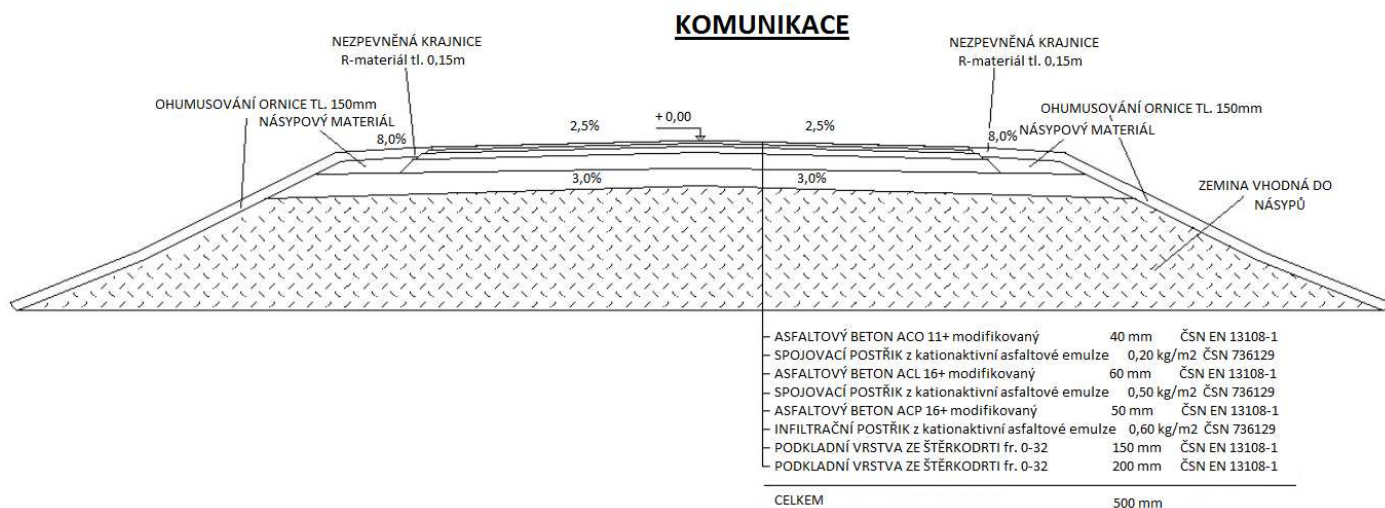 KOMUNIKACE
NEZPEVNĚNÁ KRAJNICE
R-materiál tl. 0,15m
NEZPEVNĚNÁ KRAJNICE
R-materiál tl. 0,15m
OHUMUSOVÁNÍ ORNICE TL. 150mm
NÁSYPOVÝ MATERIÁL
8,0%
2,5%
+ 0,00
2,5%
8,0%
OHUMUSOVÁNÍ ORNICE TL. 150mm
NÁSYPOVÝ MATERIÁL
3,0%
3,0%
ZEMINA VHODNÁ DO
NÁSYPŮ
ASFALTOVÝ BETON ACO 11+ modifikovaný 40 mm ČSN EN 13108-1
SPOJOVACÍ POSTŘIK z kationaktivní asfaltové emulze 0,20 kg/m2 ČSN 736129
ASFALTOVÝ BETON ACL 16+ modifikovaný 60 mm ČSN EN 13108-1
SPOJOVACÍ POSTŘIK z kationaktivní asfaltové emulze 0,50 kg/m2 ČSN 736129
ASFALTOVÝ BETON ACP 16+ modifikovaný 50 mm ČSN EN 13108-1
INFILTRAČNÍ POSTŘIK z kationaktivní asfaltové emulze 0,60 kg/m2 ČSN 736129
PODKLADNÍ VRSTVA ZE ŠTĚRKODRTI fr. 0-32 150 mm ČSN EN 13108-1
PODKLADNÍ VRSTVA ZE ŠTĚRKODRTI fr. 0-32 200 mm ČSN EN 13108-1
CELKEM 500 mm